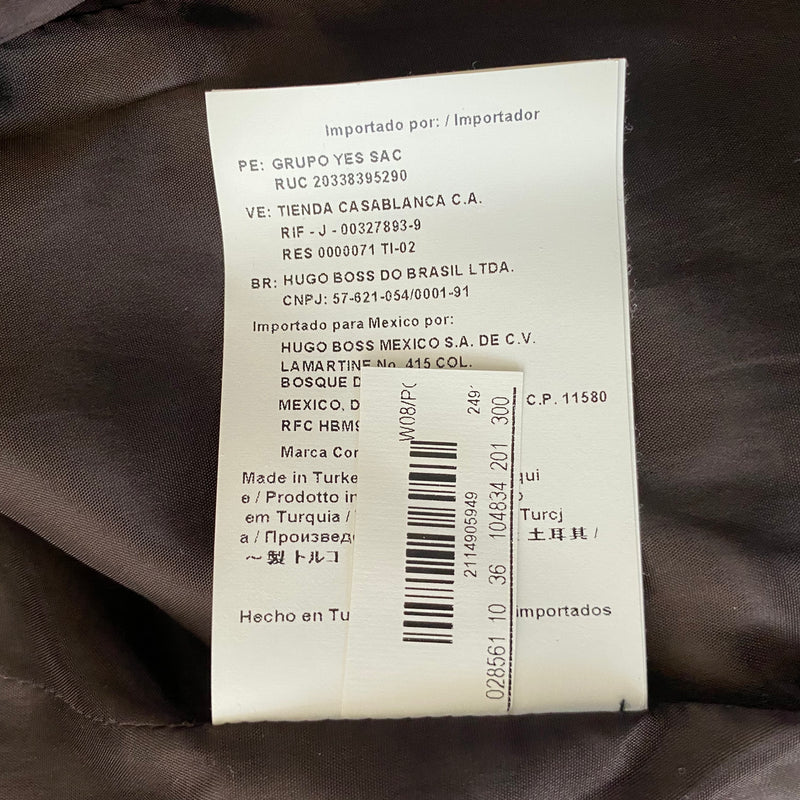 Importado por: / Importador
PE: GRUPO YES SAC
RUC 20338395290
VE: TIENDA CASABLANCA C.A.
RIF - J - 00327893-9
RES 0000071 TI-02
BR: HUGO BOSS DO BRASIL LTDA.
CNPJ: 57-621-054/0001-91
Importado para Mexico por:
HUGO BOSS MEXICO S.A. DE C.V.
LAMARTINE No. 415 COL.
BOSQUE D
MEXICO, D C.P. 11580
RFC HBM
Marca Cor
Made in Turke qui
e / Prodotto in
em Turquia / Turcj
a / Произвед 土耳其 /
～製 トルコ
Hecho en Tu importados
W08/P
249
2114905949
028561 10 36 104834 201 300